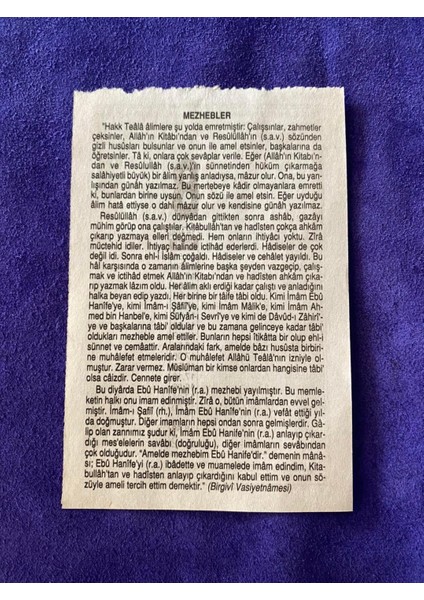 MEZHEBLER
"Hakk Teâlâ âlimlere şu yolda emretmiştir: Çalışsınlar, zahmetler
çeksinler, Allâh'ın Kitâbı'ndan ve Resûlüllâh'ın (s.a.v.) sözünden
gizli husûsları bulsunlar ve onun ile amel etsinler, başkalarına da
öğretsinler. Tâ ki, onlara çok sevâplar verile. Eğer (Allâh'ın Kitabı'n-
dan ve Resûlullâh (s.a.v.)'in sünnetinden hüküm çıkarmağa
salâhiyetli büyük) bir âlim yanlış anladıysa, mâzur olur. Ona, bu yan-
lışından günâh yazılmaz. Bu mertebeye kâdir olmayanlara emretti
ki, bunlardan birine uysun. Onun sözü ile amel etsin. Eğer uyduğu
âlim hatâ ettiyse o dahi mâzur olur ve kendisine günâh yazılmaz.
Resûlüllâh (s.a.v.) dünyâdan gittikten sonra ashâb, gazâyı
mühim görüp ona çalıştılar. Kitâbullah'tan ve hadîsten çokça ahkâm
çıkarıp yazmaya elleri değmedi. Hem onların ihtiyâcı yoktu. Zîrâ
müctehid idiler. İhtiyaç halinde ictihâd ederlerdi. Hâdiseler de çok
değil idi. Sonra ehl-i İslâm çoğaldı. Hâdiseler ve cehâlet yayıldı. Bu
hâl karşısında o zamanın âlimlerine başka şeyden vazgeçip, çalış-
mak ve ictihâd etmek Allâh'ın Kitâbı'ndan ve hadîsten ahkâm çıka-
rıp yazmak lâzım oldu. Her âlim aklı erdiği kadar çalıştı ve anladığını
halka beyan edip yazdı. Her birine bir tâife tâbi oldu. Kimi İmâm Ebû
Hanîfe'ye, kimi İmam-ı Şâfiî'ye, kimi İmâm Mâlik'e, kimi İmâm Ah-
med bin Hanbel'e, kimi Süfyân-ı Sevrî'ye ve kimi de Dâvûd-ı Zâhirî'-
ye ve başkalarına tâbi' oldular ve bu zamana gelinceye kadar tâbi'
oldukları mezheble amel ettiler. Bunların hepsi îtikâtta bir olup ehl-i
sünnet ve cemâattir. Aralarındaki fark, amelde bâzı husûsta birbiri-
ne muhâlefet etmeleridir. O muhâlefet Allâhü Teâlâ'nın izniyle ol-
muştur. Zarar vermez. Müslüman bir kimse onlardan hangisine tâbi'
olsa câizdir. Cennete girer.
Bu diyârda Ebû Hanîfe'nin (r.a.) mezhebi yayılmıştır. Bu memle-
ketin halkı onu imam edinmiştir. Zîrâ o, bütün imâmlardan evvel gel-
miştir. İmâm-ı Şafiî (rh.), İmâm Ebû Hanîfe'nin (r.a.) vefât ettiği yıl-
da doğmuştur. Diğer imamların hepsi ondan sonra gelmişlerdir. Gâ-
lip olan zannımız şudur ki, İmâm Ebû Hanife'nin (r.a.) anlayıp çıkar-
dığı mes'elelerin savâbı (doğruluğu), diğer imâmların sevâbından
çok olduğudur. "Amelde mezhebim Ebû Hanife'dir." demenin mânâ-
sı; Ebû Hanîfe'yi (r.a.) ibâdette ve muamelede imâm edindim, Kita-
bullâh'tan ve hadîsten anlayıp çıkardığını kabul ettim ve onun sö-
züyle ameli tercih ettim demektir." (Birgivî Vasiyetnâmesi)